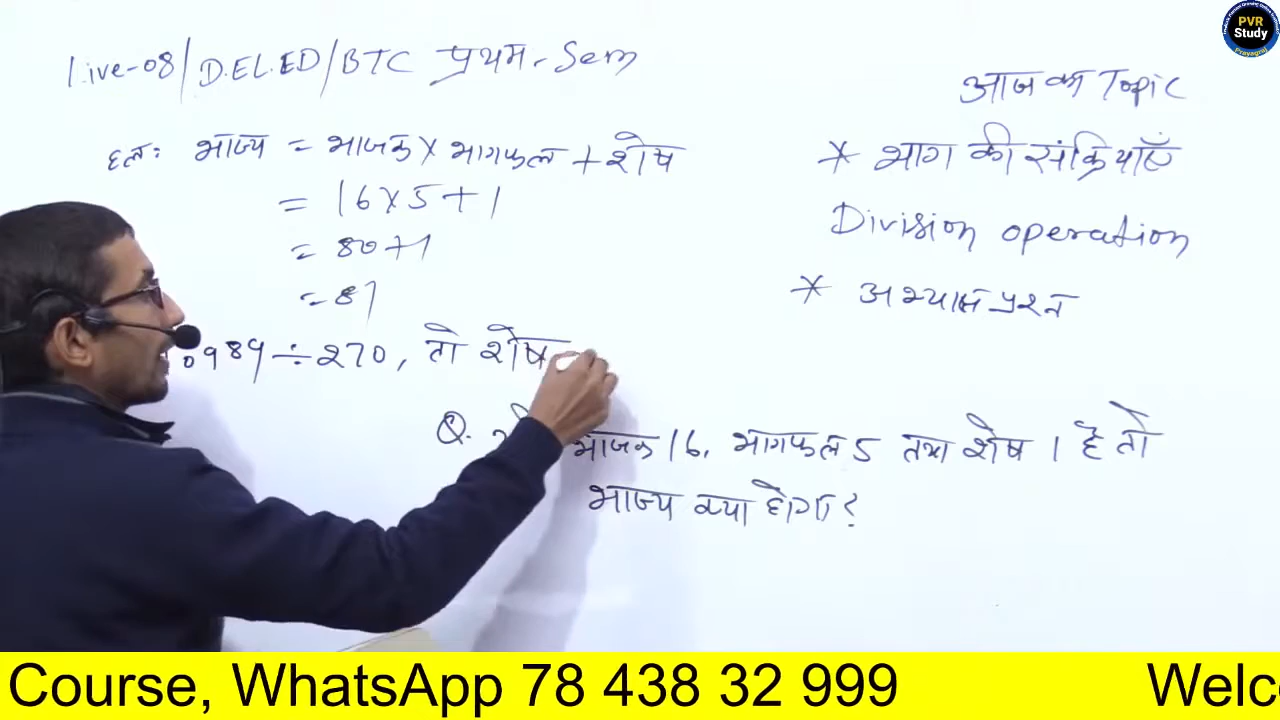 Live-08/D.EL.ED/BTC प्रथम-Sem
हलः भाज्य = भाजक × भागफल + शेष
= 16×5+1
= 80+1
= 81
0989÷270, तो शेष
आज का Topic
* भाग की संक्रियाएँ
Division operation
* अभ्यास प्रश्न
Q. भाजक 16, भागफल 5 तथा शेष 1 है तो
भाज्य क्या होगा?
PVR
Study
Prayagraj
Course, WhatsApp 78 438 32 999 Welc